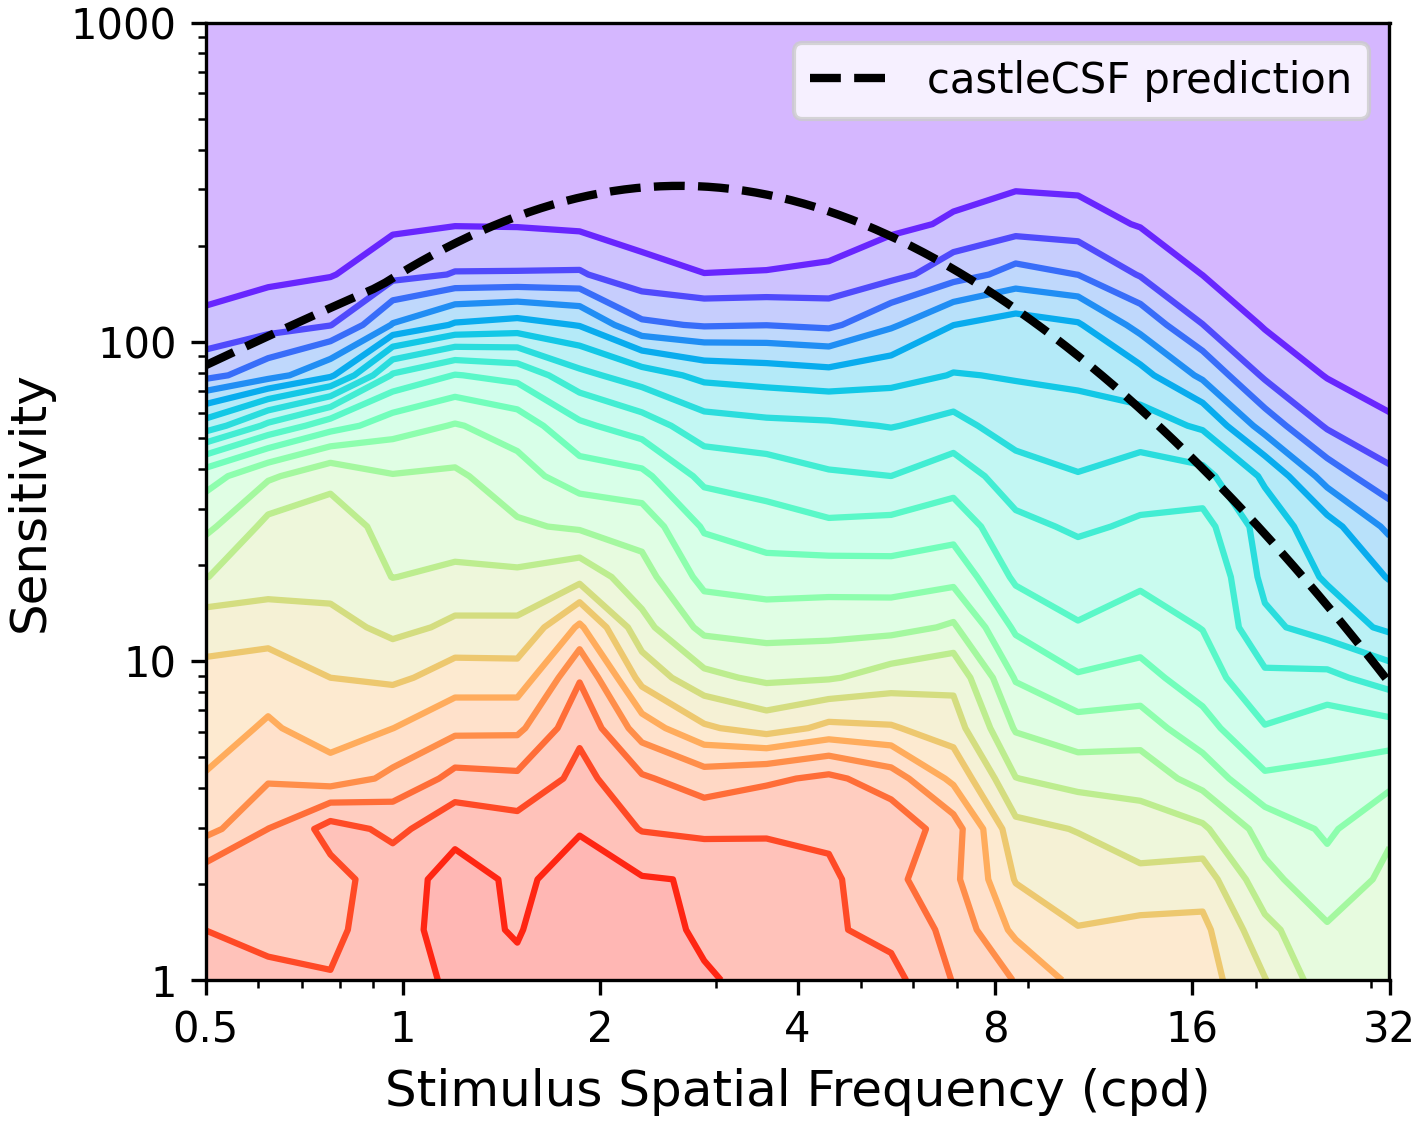 1000
castleCSF prediction
100
Sensitivity
10
1
0.5 1 2 4 8 16 32
Stimulus Spatial Frequency (cpd)